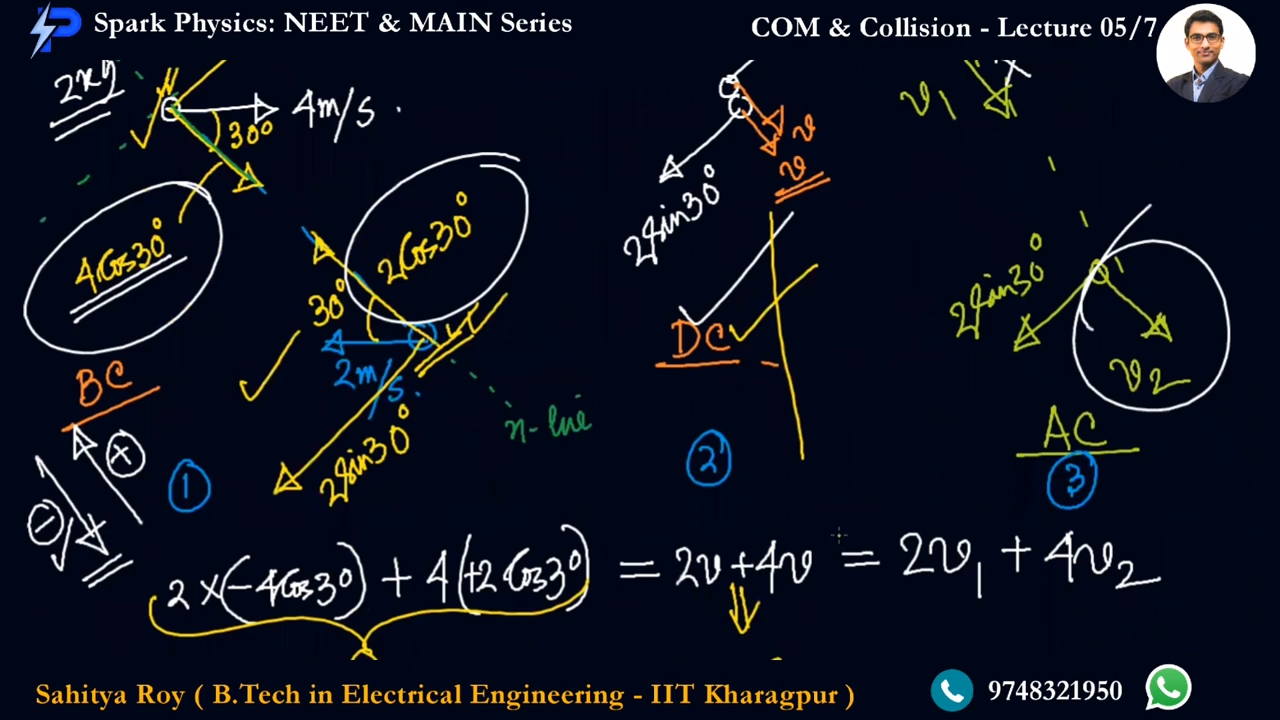 Spark Physics: NEET & MAIN Series
COM & Collision - Lecture 05/7
2 kg
4m/s.
30°
4Cos30°
BC
+
-
1
30°
2Cos30°
2m/s.
2Sin30°
n-line
v
v
2Sin30°
DC
2
v1
2Sin30°
v2
AC
3
2×(-4Cos30) + 4(+2Cos30) = 2v+4v = 2v1 + 4v2
Sahitya Roy ( B.Tech in Electrical Engineering - IIT Kharagpur )
9748321950